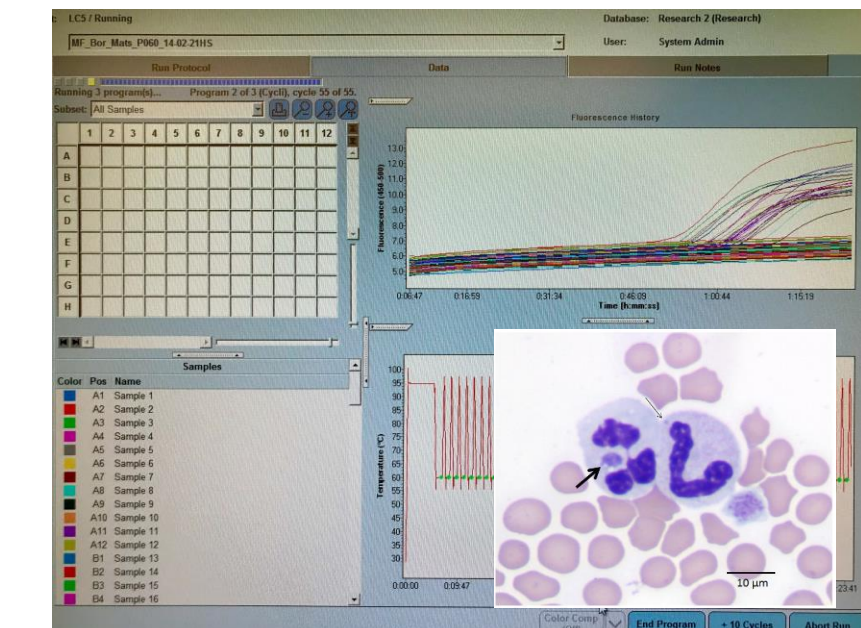 : LC5 / Running
Database: Research 2 (Research)
MF_Bor_Mats_P060_14-02-21HS
User: System Admin
Run Protocol
Data
Run Notes
Running 3 program(s)... Program 2 of 3 (Cycli), cycle 55 of 55.
Subset: All Samples
1 2 3 4 5 6 7 8 9 10 11 12
A
B
C
D
E
F
G
H
Fluorescence History
Fluorescence (450-500)
13.0
12.0
11.0
10.0
9.0
8.0
7.0
6.0
5.0
0:06:47 0:16:59 0:31:34 0:46:09 1:00:44 1:15:19
Time [h:mm:ss]
Samples
Color Pos Name
A1 Sample 1
A2 Sample 2
A3 Sample 3
A4 Sample 4
A5 Sample 5
A6 Sample 6
A7 Sample 7
A8 Sample 8
A9 Sample 9
A10 Sample 10
A11 Sample 11
A12 Sample 12
B1 Sample 13
B2 Sample 14
B3 Sample 15
B4 Sample 16
Temperature (°C)
100
95
90
85
80
75
70
65
60
55
50
45
40
35
30
0:00:00 0:09:47
:23:41
10 µm
Color Comp
End Program
+ 10 Cycles
Abort Run